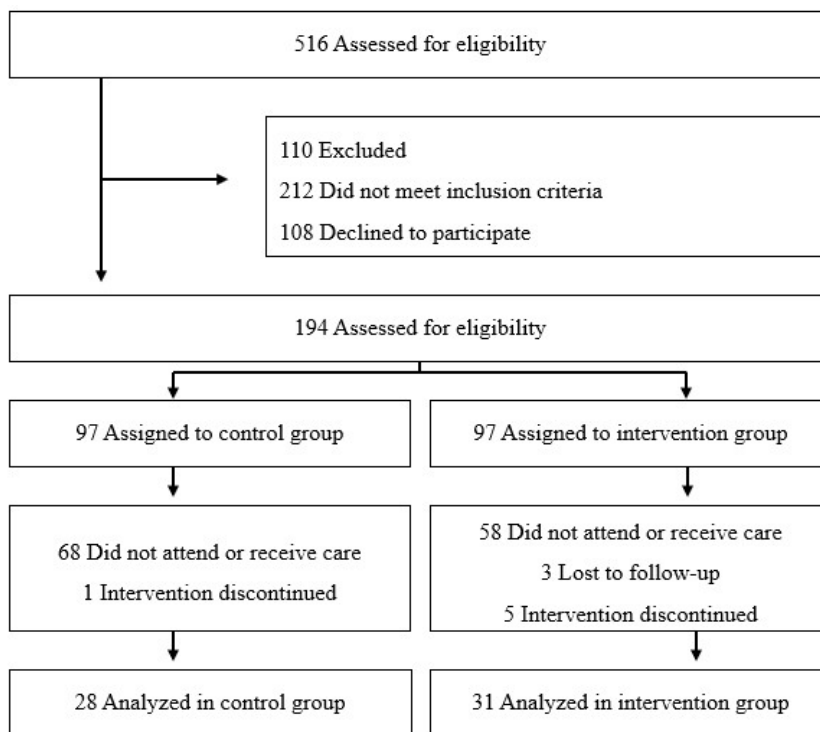 516 Assessed for eligibility
110 Excluded
212 Did not meet inclusion criteria
108 Declined to participate
194 Assessed for eligibility
97 Assigned to control group
97 Assigned to intervention group
68 Did not attend or receive care
1 Intervention discontinued
58 Did not attend or receive care
3 Lost to follow-up
5 Intervention discontinued
28 Analyzed in control group
31 Analyzed in intervention group